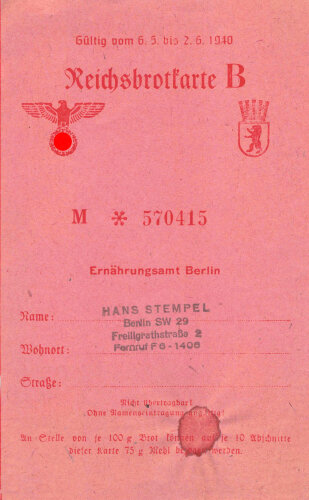 Gültig vom 6. 5. bis 2. 6. 1940
Reichsbrotkarte B
M * 570415
Ernährungsamt Berlin
Name:
HANS STEMPEL
Berlin SW 29
Freiligrathstraße 2
Fernruf F 6 - 1406
Wohnort:
Straße:
Nicht übertragbar!
Ohne Namenseintragung ungültig!
An Stelle von je 100 g Brot können auf je 10 Abschnitte
dieser Karte 75 g Mehl bezogen werden.